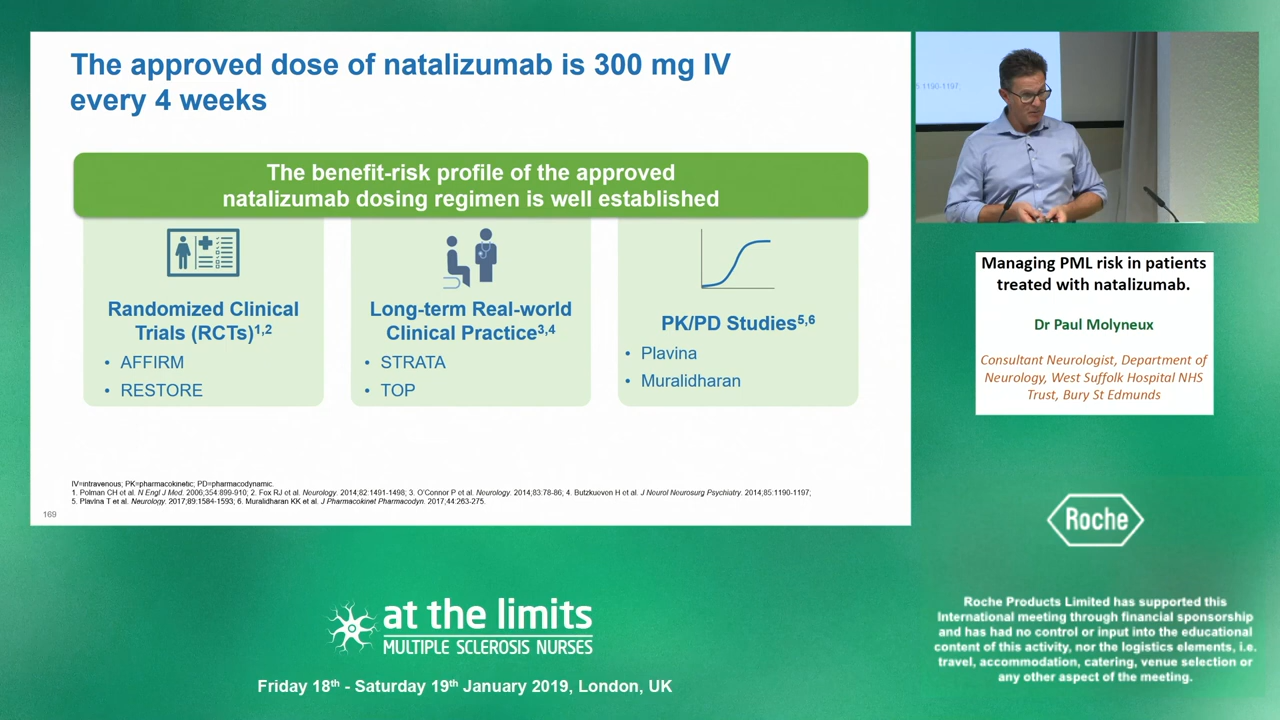 The approved dose of natalizumab is 300 mg IV
every 4 weeks
The benefit-risk profile of the approved
natalizumab dosing regimen is well established
Randomized Clinical
Trials (RCTs)1,2
• AFFIRM
• RESTORE
Long-term Real-world
Clinical Practice3,4
• STRATA
• TOP
PK/PD Studies5,6
• Plavina
• Muralidharan
IV=intravenous; PK=pharmacokinetic; PD=pharmacodynamic.
1. Polman CH et al. N Engl J Med. 2006;354:899-910; 2. Fox RJ et al. Neurology. 2014;82:1491-1498; 3. O'Connor P et al. Neurology. 2014;83:78-86; 4. Butzkueven H et al. J Neurol Neurosurg Psychiatry. 2014;85:1190-1197;
5. Plavina T et al. Neurology. 2017;89:1584-1593; 6. Muralidharan KK et al. J Pharmacokinet Pharmacodyn. 2017;44:263-275.
169
5:1190-1197;
Managing PML risk in patients
treated with natalizumab.
Dr Paul Molyneux
Consultant Neurologist, Department of
Neurology, West Suffolk Hospital NHS
Trust, Bury St Edmunds
Roche
Roche Products Limited has supported this
International meeting through financial sponsorship
and has had no control or input into the educational
content of this activity, nor the logistics elements, i.e.
travel, accommodation, catering, venue selection or
any other aspect of the meeting.
at the limits
MULTIPLE SCLEROSIS NURSES
Friday 18th - Saturday 19th January 2019, London, UK